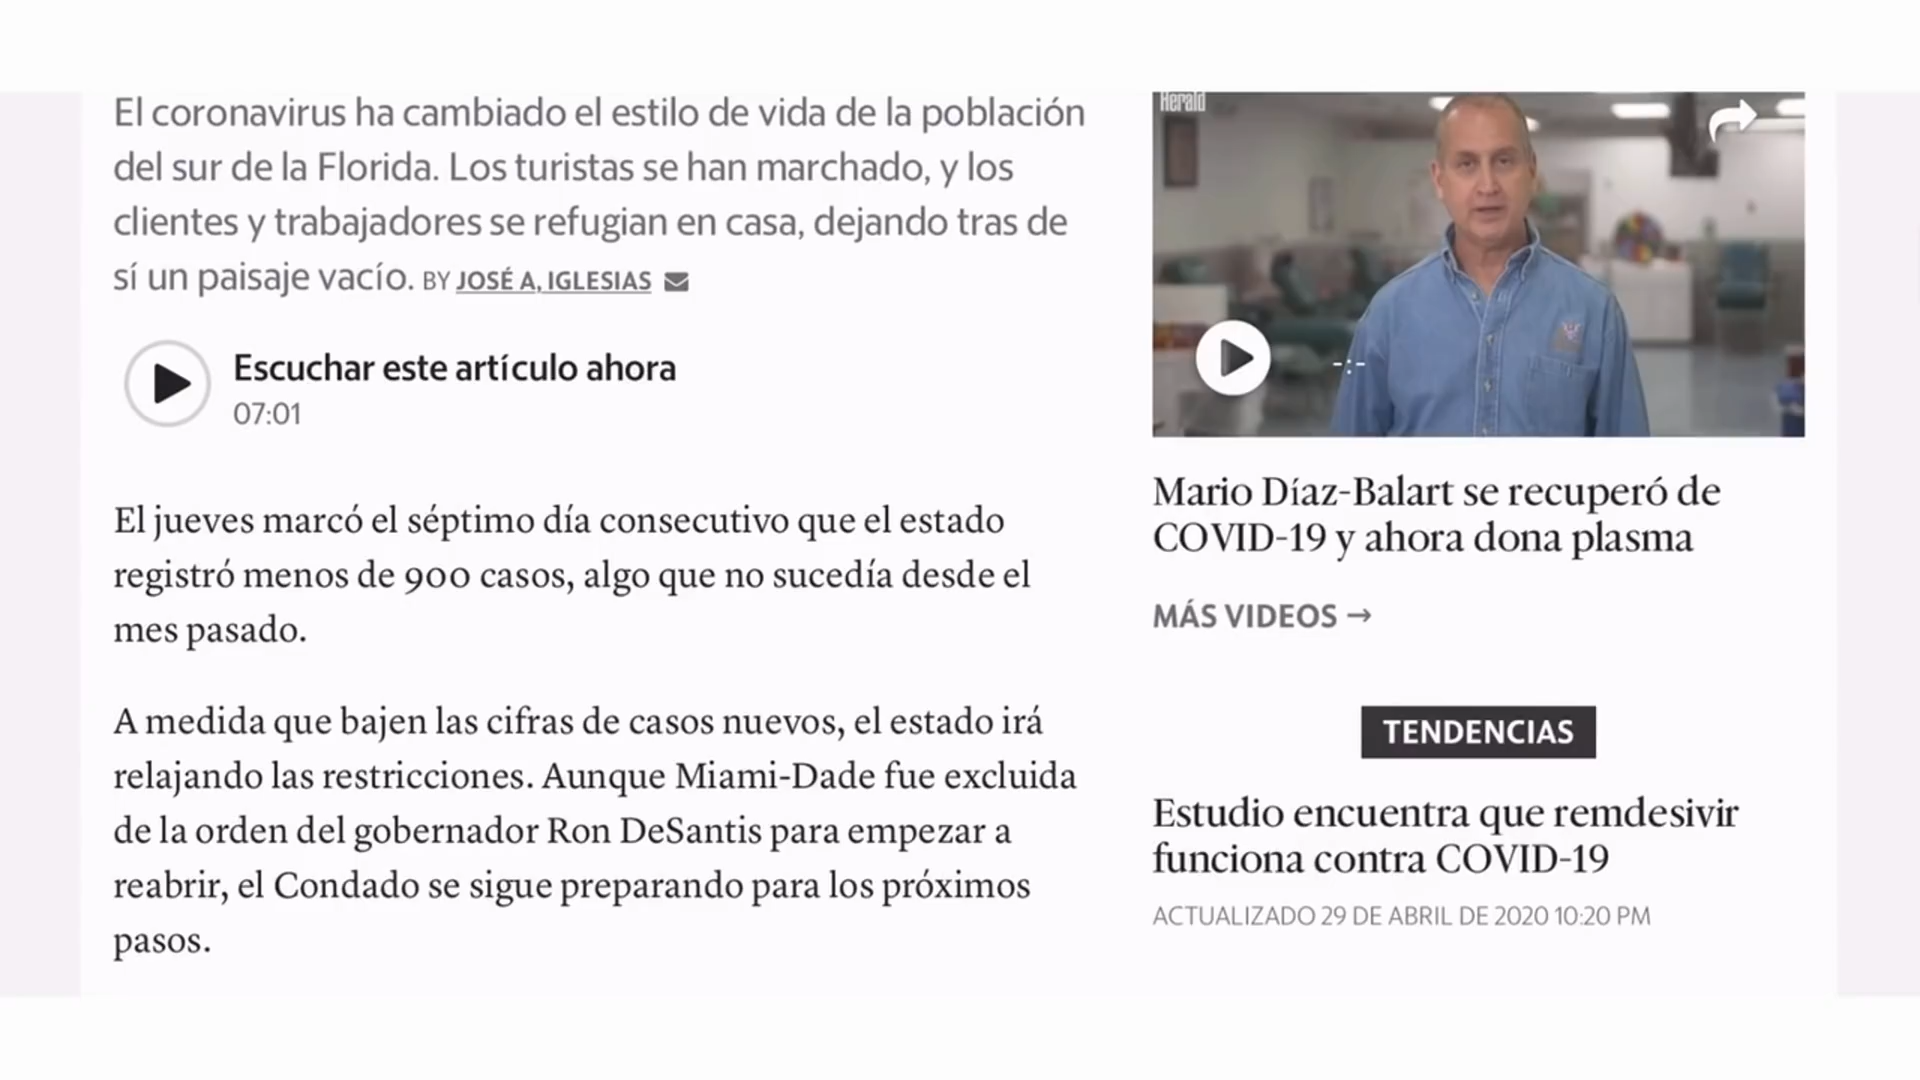 El coronavirus ha cambiado el estilo de vida de la población
del sur de la Florida. Los turistas se han marchado, y los
clientes y trabajadores se refugian en casa, dejando tras de
sí un paisaje vacío. BY JOSÉ A. IGLESIAS
Escuchar este artículo ahora
07:01
El jueves marcó el séptimo día consecutivo que el estado
registró menos de 900 casos, algo que no sucedía desde el
mes pasado.
A medida que bajen las cifras de casos nuevos, el estado irá
relajando las restricciones. Aunque Miami-Dade fue excluida
de la orden del gobernador Ron DeSantis para empezar a
reabrir, el Condado se sigue preparando para los próximos
pasos.
Herald
-:-
Mario Díaz-Balart se recuperó de
COVID-19 y ahora dona plasma
MÁS VIDEOS →
TENDENCIAS
Estudio encuentra que remdesivir
funciona contra COVID-19
ACTUALIZADO 29 DE ABRIL DE 2020 10:20 PM